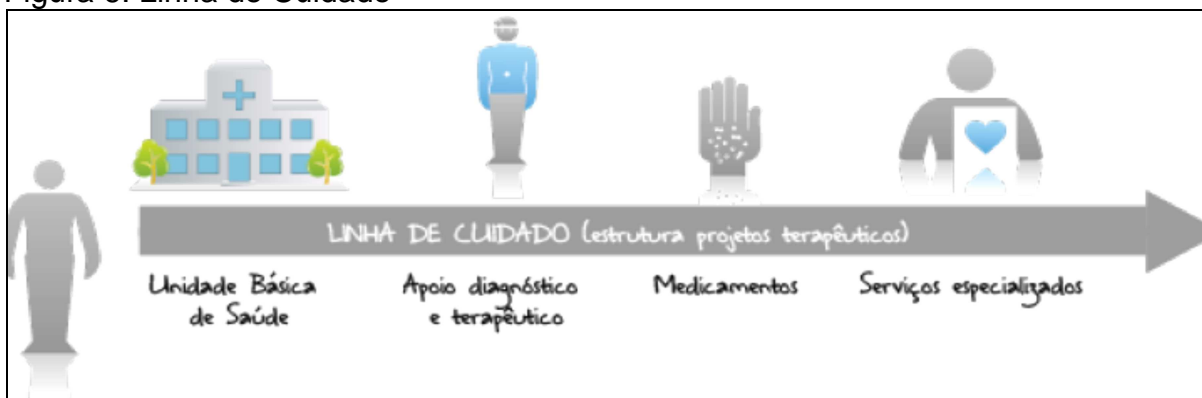 LINHA DE CUIDADO (estrutura projetos terapêuticos)
Unidade Básica
de Saúde
Apoio diagnóstico
e terapêutico
Medicamentos
Serviços especializados